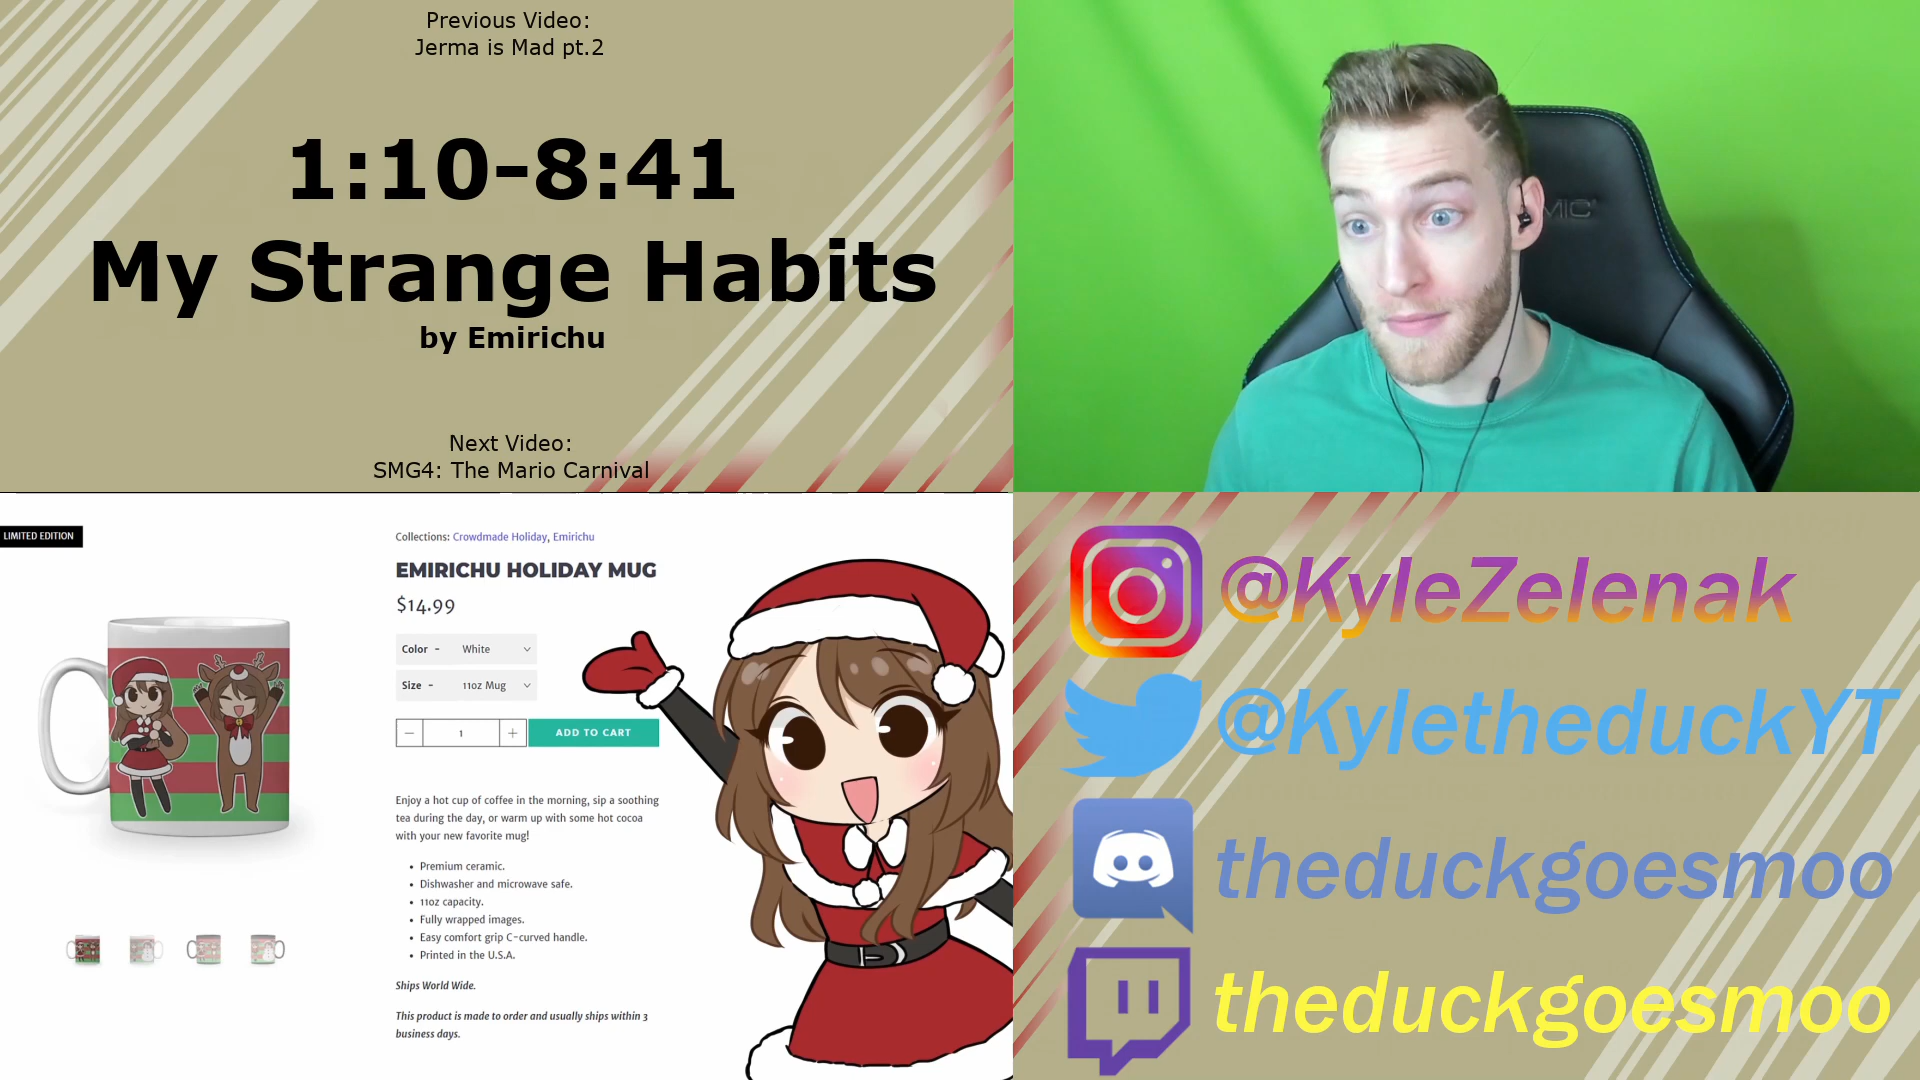 Previous Video:
Jerma is Mad pt.2
1:10-8:41
My Strange Habits
by Emirichu
Next Video:
SMG4: The Mario Carnival
LIMITED EDITION
Collections: Crowdmade Holiday, Emirichu
EMIRICHU HOLIDAY MUG
$14.99
Color - White
Size - 11oz Mug
1
ADD TO CART
Enjoy a hot cup of coffee in the morning, sip a soothing
tea during the day, or warm up with some hot cocoa
with your new favorite mug!
Premium ceramic.
Dishwasher and microwave safe.
11oz capacity.
Fully wrapped images.
Easy comfort grip C-curved handle.
Printed in the U.S.A.
Ships World Wide.
This product is made to order and usually ships within 3
business days.
@KyleZelenak
@KyletheduckYT
theduckgoesmoo
theduckgoesmoo